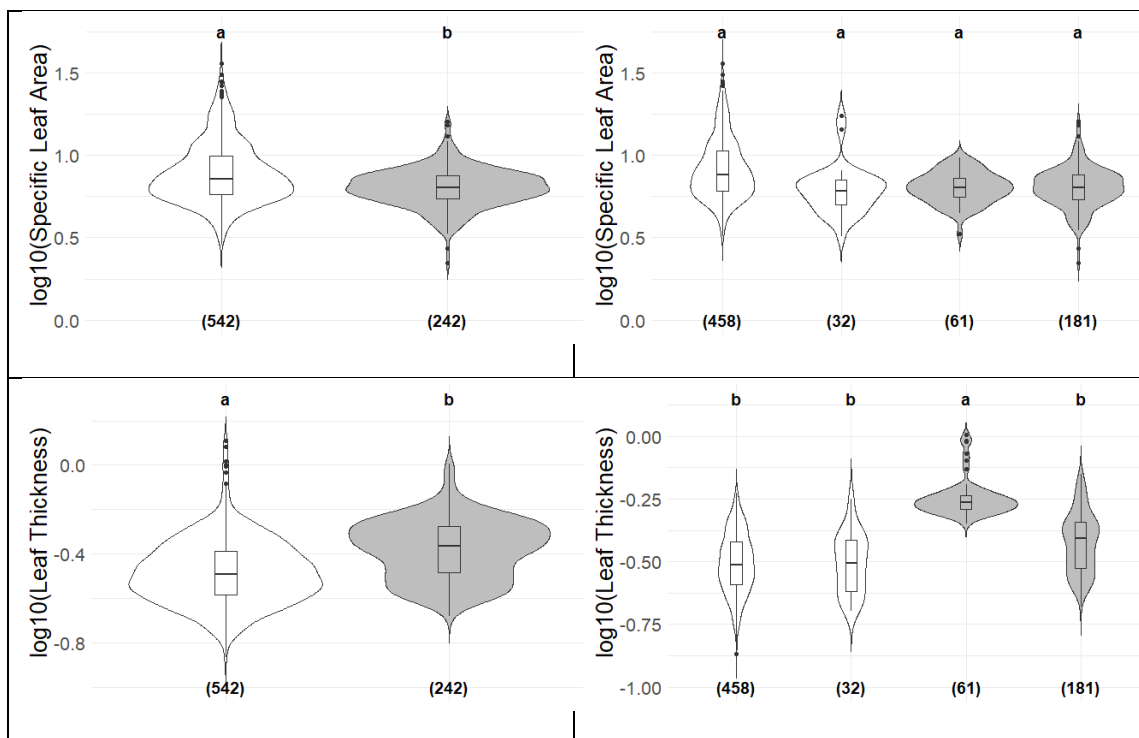 a b
log10(Specific Leaf Area)
1.5
1.0
0.5
0.0
(542) (242)
a a a a
log10(Specific Leaf Area)
1.5
1.0
0.5
0.0
(458) (32) (61) (181)
a b
log10(Leaf Thickness)
0.0
-0.4
-0.8
(542) (242)
b b a b
log10(Leaf Thickness)
0.00
-0.25
-0.50
-0.75
-1.00
(458) (32) (61) (181)